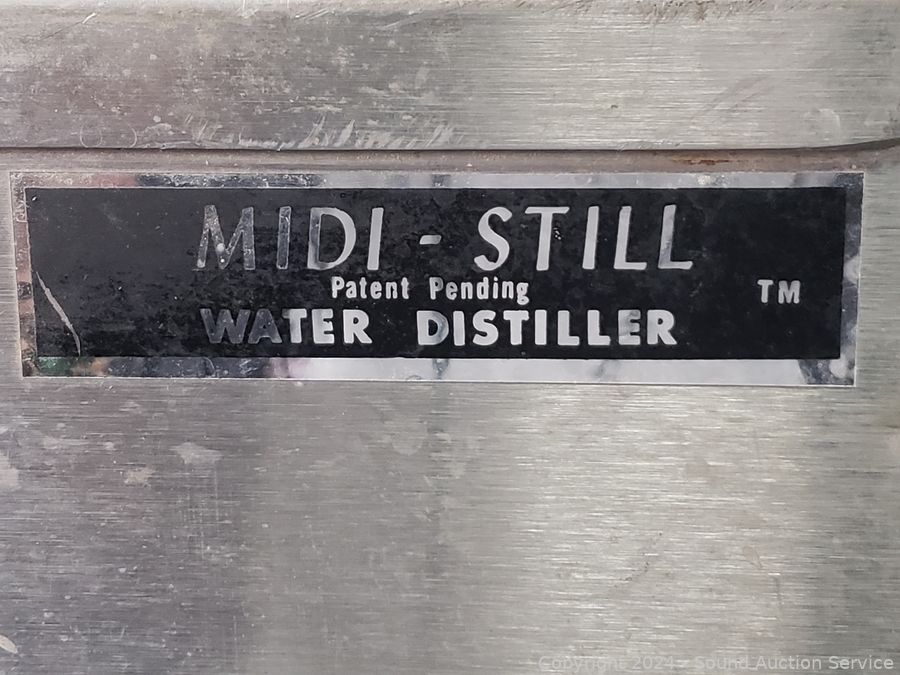 MIDI - STILL
Patent Pending
TM
WATER DISTILLER
Copyright 2024 - Sound Auction Service